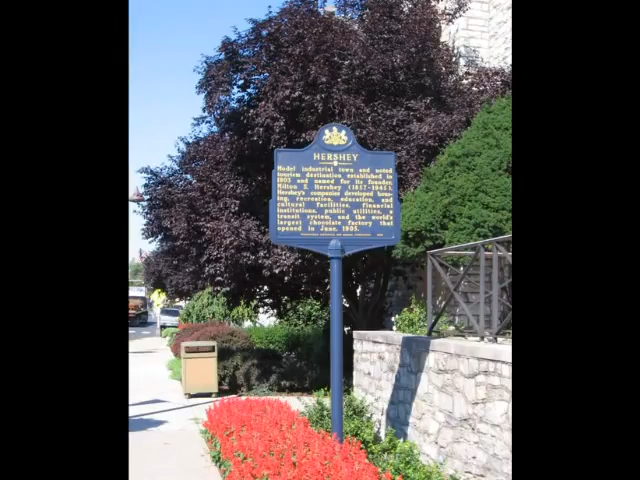 HERSHEY
Model industrial town and noted
tourism destination established in
1903 and named for its founder,
Milton S. Hershey (1857-1945).
Hershey's companies developed hous-
ing, recreation, education, and
cultural facilities, financial
institutions, public utilities, a
transit system, and the world's
largest chocolate factory that
opened in June, 1905.